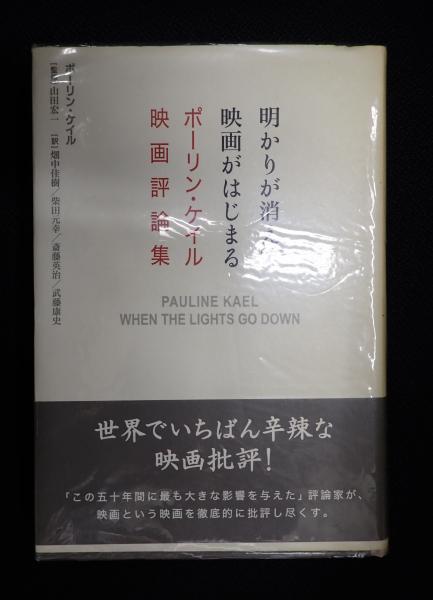 明かりが消
映画がはじまる
ポーリン・ケイル
映画評論集
ポーリン・ケイル
[監修]山田宏一 [訳]畑中佳樹/柴田元幸/斎藤英治/武藤康史
PAULINE KAEL
WHEN THE LIGHTS GO DOWN
世界でいちばん辛辣な
映画批評!
「この五十年間に最も大きな影響を与えた」評論家が、
映画という映画を徹底的に批評し尽くす。